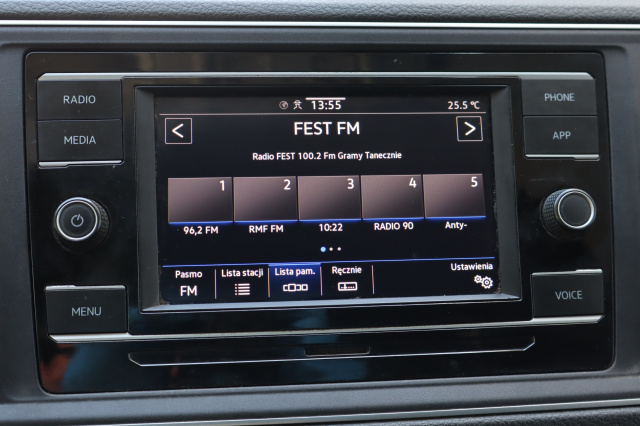 RADIO
MEDIA
MENU
13:55
25.5 °C
<
FEST FM
>
Radio FEST 100.2 Fm Gramy Tanecznie
1 2 3 4 5
96,2 FM RMF FM 10:22 RADIO 90 Anty-
Pasmo Lista stacji Lista pam. Ręcznie Ustawienia
FM
PHONE
APP
VOICE